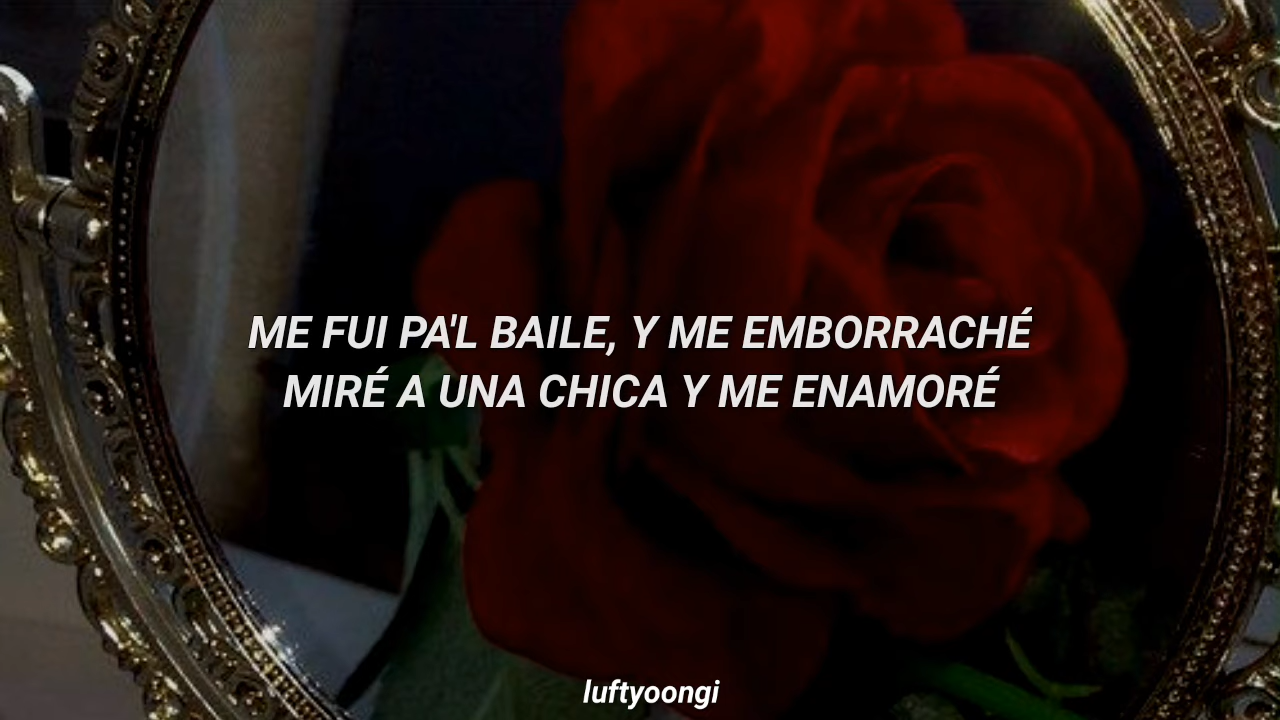 ME FUI PA'L BAILE, Y ME EMBORRACHÉ
MIRÉ A UNA CHICA Y ME ENAMORÉ
luftyoongi